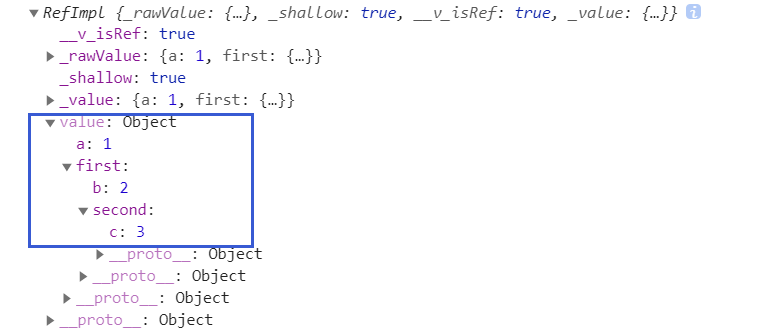 RefImpl {_rawValue: {…}, _shallow: true, __v_isRef: true, _value: {…}} i
__v_isRef: true
_rawValue: {a: 1, first: {…}}
_shallow: true
_value: {a: 1, first: {…}}
value: Object
a: 1
first:
b: 2
second:
c: 3
__proto__: Object
__proto__: Object
__proto__: Object
__proto__: Object